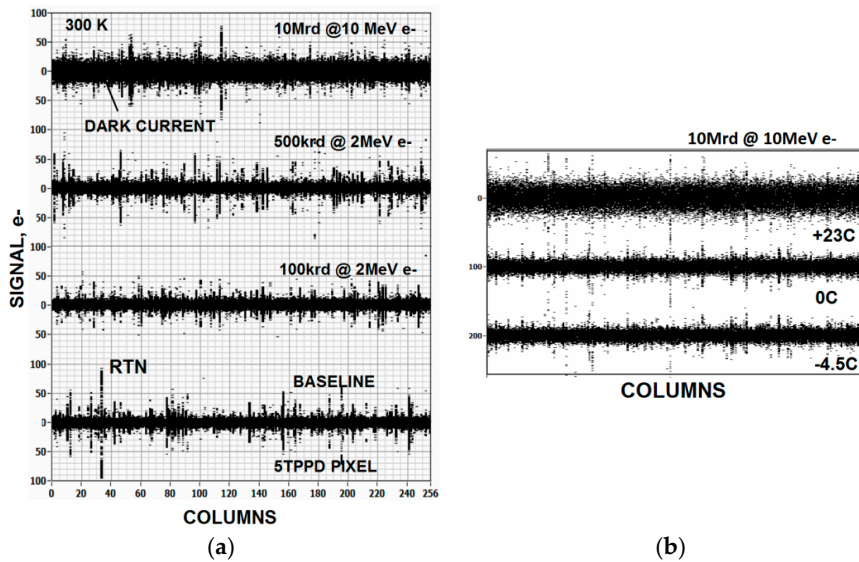 100
50
0
50
100
50
0
50
100
50
0
50
100
50
0
50
100
SIGNAL, e-
300 K
10Mrd @10 MeV e-
DARK CURRENT
500krd @ 2MeV e-
100krd @ 2MeV e-
RTN
BASELINE
5TPPD PIXEL
0 20 40 60 80 100 120 140 160 180 200 220 240 256
COLUMNS
(a)
10Mrd @ 10MeV e-
0
+23C
100
0C
200
-4.5C
COLUMNS
(b)